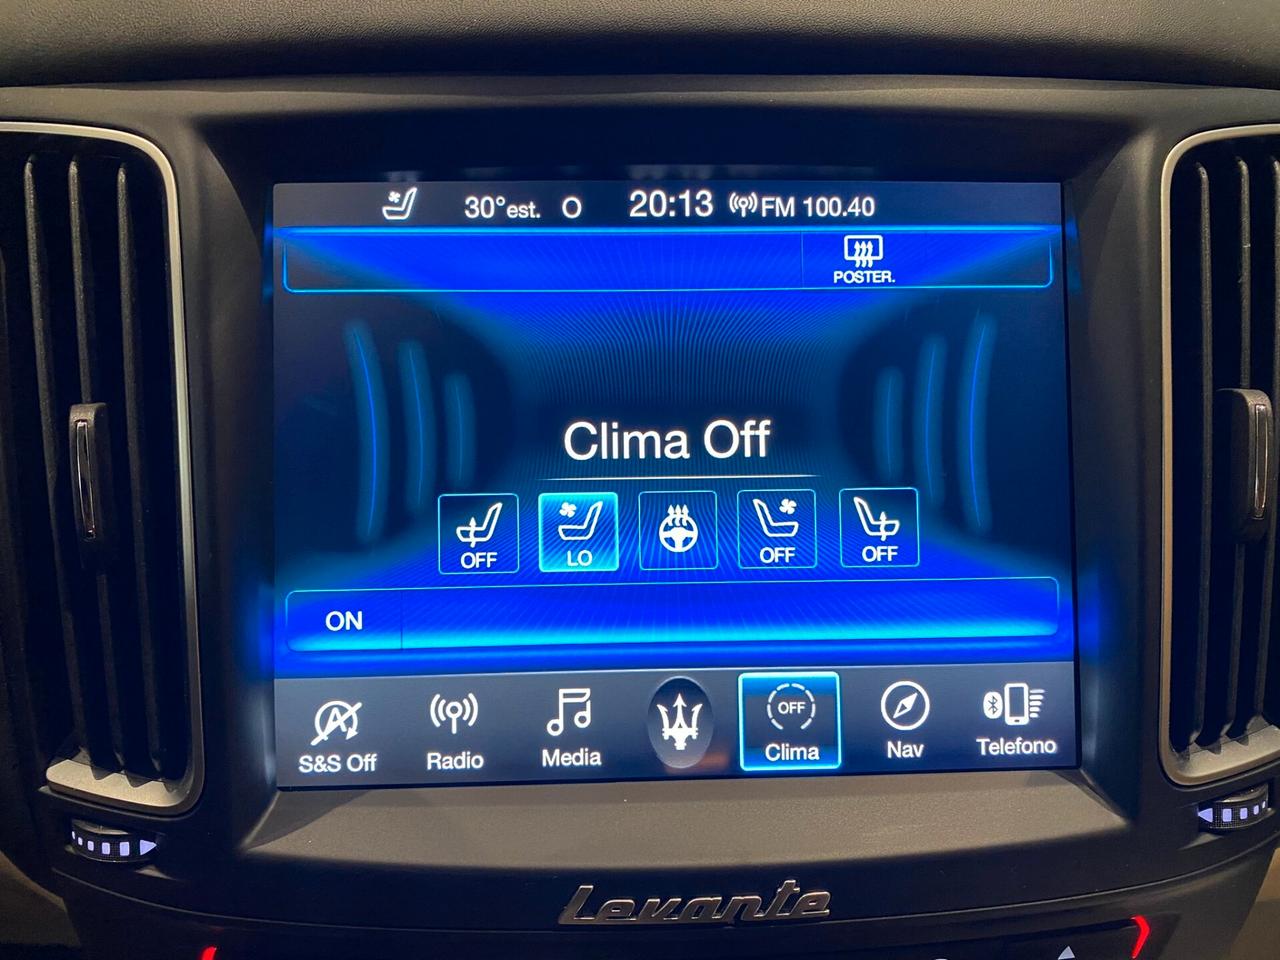 30°est. O 20:13 FM 100.40
POSTER.
Clima Off
OFF LO OFF OFF
ON
OFF
S&S Off Radio Media Clima Nav Telefono
Levante